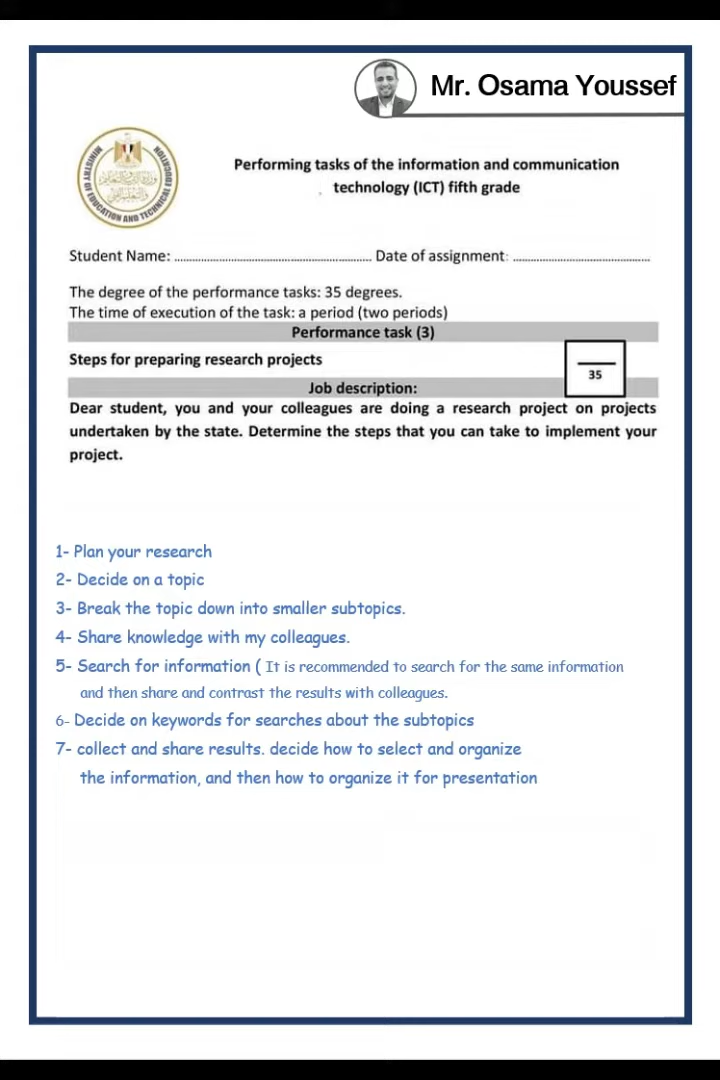 Mr. Osama Youssef
MINISTRY OF EDUCATION AND TECHNICAL EDUCATION
Performing tasks of the information and communication
technology (ICT) fifth grade
Student Name: ................................................................ Date of assignment: ............................................
The degree of the performance tasks: 35 degrees.
The time of execution of the task: a period (two periods)
Performance task (3)
Steps for preparing research projects
35
Job description:
Dear student, you and your colleagues are doing a research project on projects
undertaken by the state. Determine the steps that you can take to implement your
project.
1- Plan your research
2- Decide on a topic
3- Break the topic down into smaller subtopics.
4- Share knowledge with my colleagues.
5- Search for information ( It is recommended to search for the same information
and then share and contrast the results with colleagues.
6- Decide on keywords for searches about the subtopics
7- collect and share results. decide how to select and organize
the information, and then how to organize it for presentation